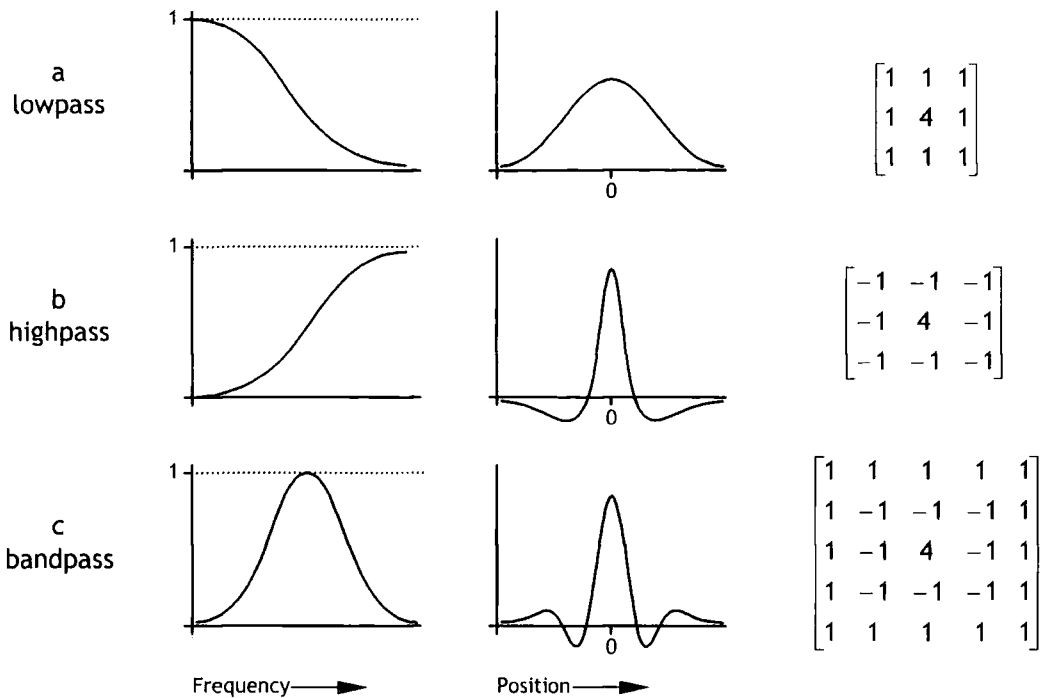 1
a
lowpass
0
1 1 1
1 4 1
1 1 1
1
b
highpass
0
-1 -1 -1
-1 4 -1
-1 -1 -1
1
c
bandpass
0
1 1 1 1 1
1 -1 -1 -1 1
1 -1 4 -1 1
1 -1 -1 -1 1
1 1 1 1 1
Frequency
Position